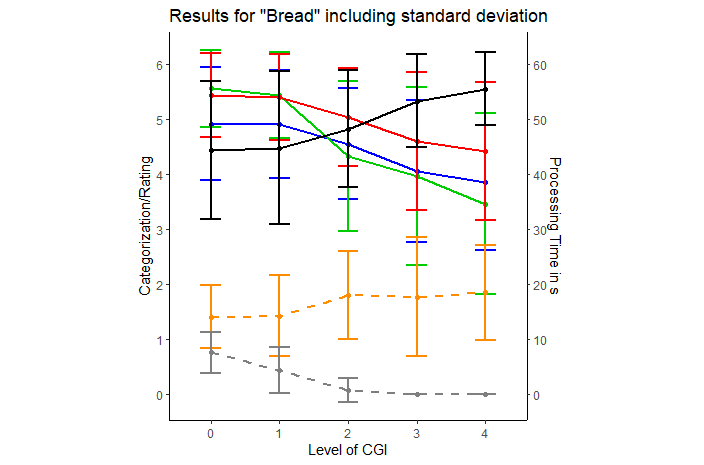 Results for "Bread" including standard deviation
Categorization/Rating
6
5
4
3
2
1
0
60
50
40
30
20
10
0
Processing Time in s
0 1 2 3 4
Level of CGI